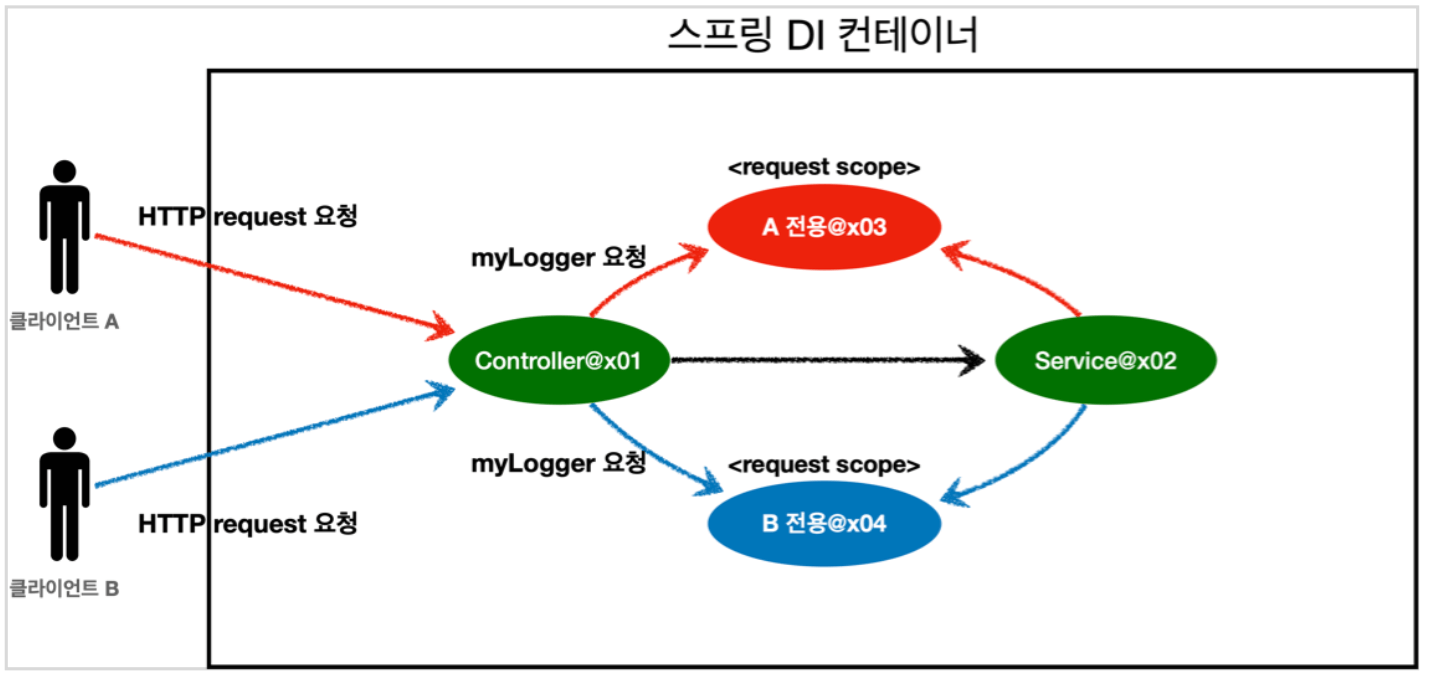 스프링 DI 컨테이너
<request scope>
HTTP request 요청
A 전용@x03
myLogger 요청
클라이언트 A
Controller@x01
Service@x02
myLogger 요청
<request scope>
HTTP request 요청
B 전용@x04
클라이언트 B